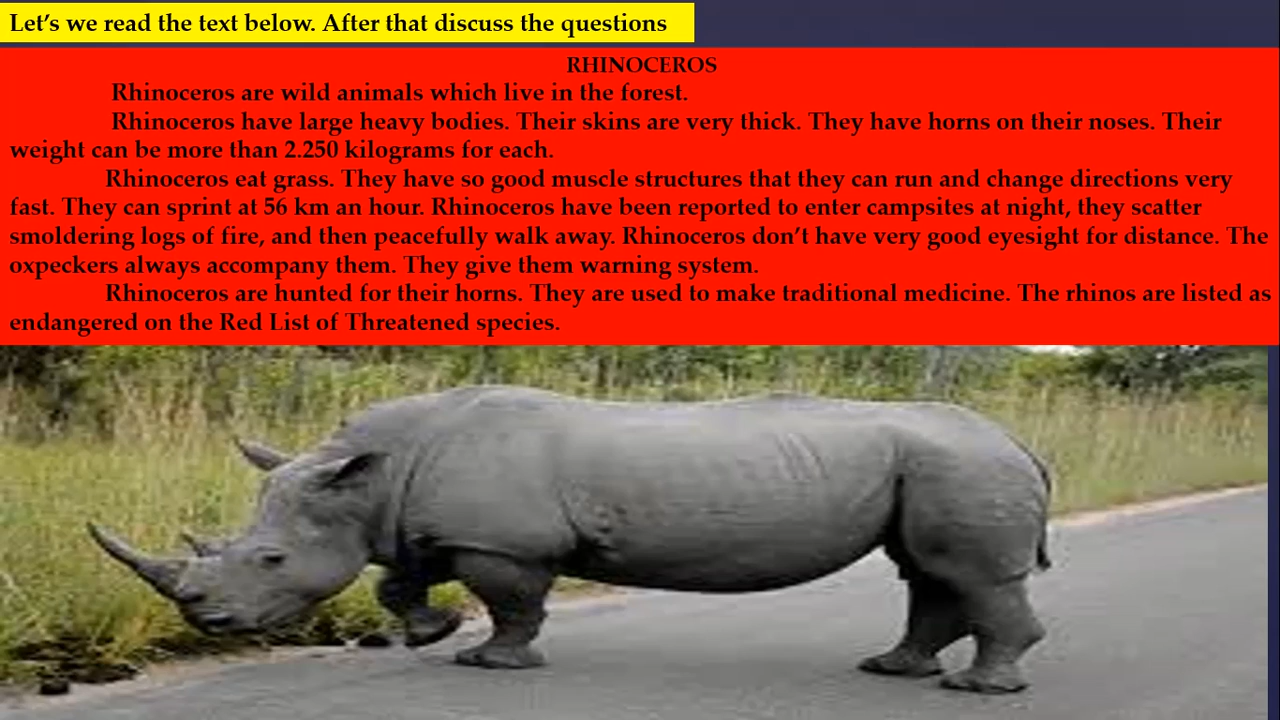 Let’s we read the text below. After that discuss the questions
RHINOCEROS
Rhinoceros are wild animals which live in the forest.
Rhinoceros have large heavy bodies. Their skins are very thick. They have horns on their noses. Their
weight can be more than 2.250 kilograms for each.
Rhinoceros eat grass. They have so good muscle structures that they can run and change directions very
fast. They can sprint at 56 km an hour. Rhinoceros have been reported to enter campsites at night, they scatter
smoldering logs of fire, and then peacefully walk away. Rhinoceros don’t have very good eyesight for distance. The
oxpeckers always accompany them. They give them warning system.
Rhinoceros are hunted for their horns. They are used to make traditional medicine. The rhinos are listed as
endangered on the Red List of Threatened species.